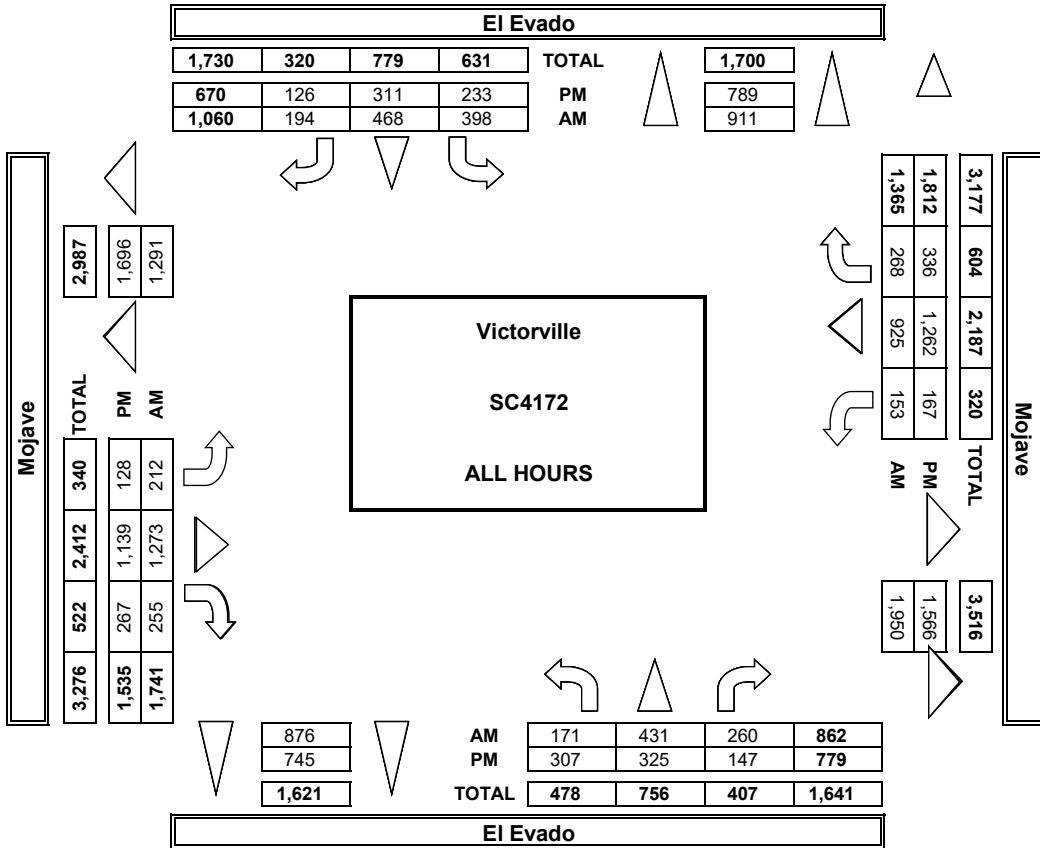 El Evado
1,730 320 779 631 TOTAL 1,700
670 126 311 233 PM 789
1,060 194 468 398 AM 911
Mojave
2,987
1,696
1,291
TOTAL 340 2,412 522 3,276
PM 128 1,139 267 1,535
AM 212 1,273 255 1,741
Victorville
SC4172
ALL HOURS
3,177 604 2,187 320 TOTAL 3,516
1,812 336 1,262 167 PM 1,566
1,365 268 925 153 AM 1,950
Mojave
876 AM 171 431 260 862
745 PM 307 325 147 779
1,621 TOTAL 478 756 407 1,641
El Evado